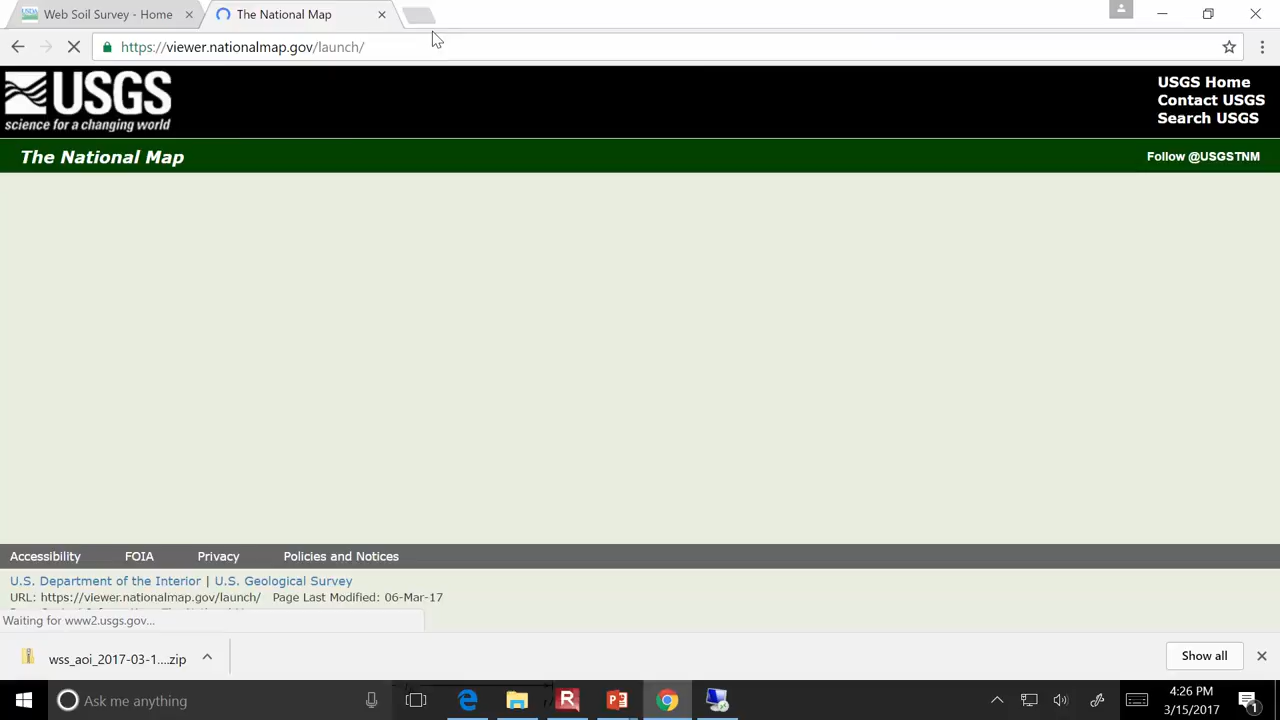 Web Soil Survey - Home
The National Map
https://viewer.nationalmap.gov/launch/
USGS
science for a changing world
USGS Home
Contact USGS
Search USGS
The National Map
Follow @USGSTNM
Accessibility FOIA Privacy Policies and Notices
U.S. Department of the Interior | U.S. Geological Survey
URL: https://viewer.nationalmap.gov/launch/ Page Last Modified: 06-Mar-17
Waiting for www2.usgs.gov...
wss_aoi_2017-03-1....zip
Show all
Ask me anything
4:26 PM
3/15/2017
1